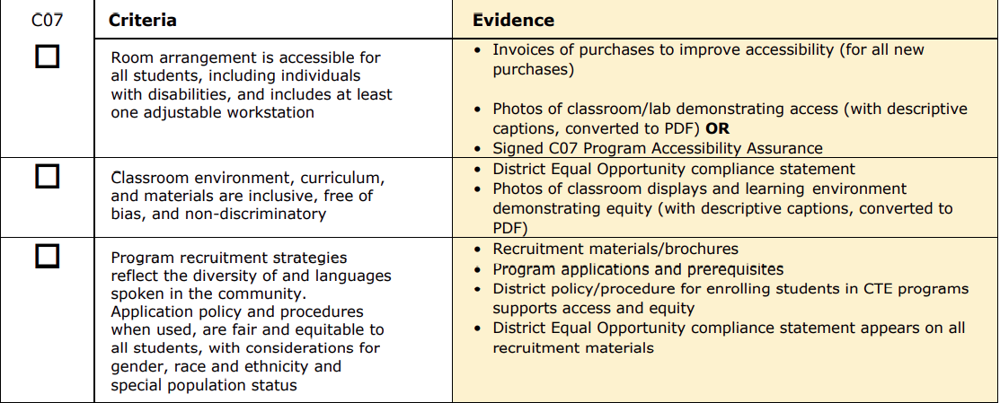 C07
Criteria
Evidence
☐
Room arrangement is accessible for
all students, including individuals
with disabilities, and includes at least
one adjustable workstation
• Invoices of purchases to improve accessibility (for all new
purchases)
• Photos of classroom/lab demonstrating access (with descriptive
captions, converted to PDF) OR
• Signed C07 Program Accessibility Assurance
☐
Classroom environment, curriculum,
and materials are inclusive, free of
bias, and non-discriminatory
• District Equal Opportunity compliance statement
• Photos of classroom displays and learning environment
demonstrating equity (with descriptive captions, converted to
PDF)
☐
Program recruitment strategies
reflect the diversity of and languages
spoken in the community.
Application policy and procedures
when used, are fair and equitable to
all students, with considerations for
gender, race and ethnicity and
special population status
• Recruitment materials/brochures
• Program applications and prerequisites
• District policy/procedure for enrolling students in CTE programs
supports access and equity
• District Equal Opportunity compliance statement appears on all
recruitment materials